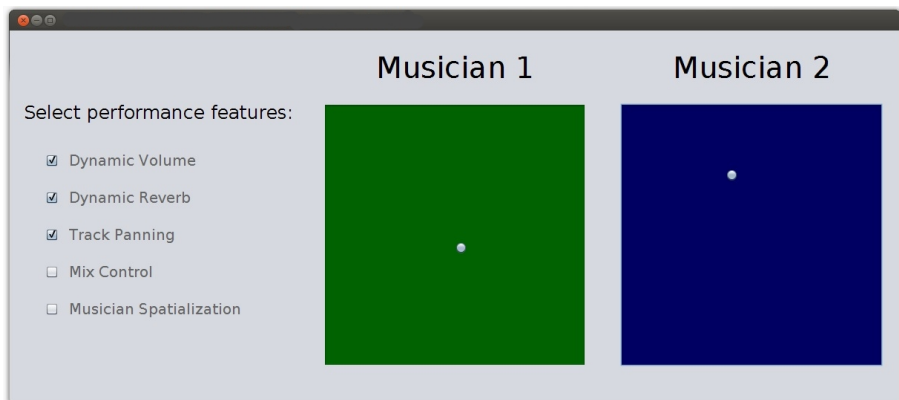 Musician 1
Musician 2
Select performance features:
Dynamic Volume
Dynamic Reverb
Track Panning
Mix Control
Musician Spatialization